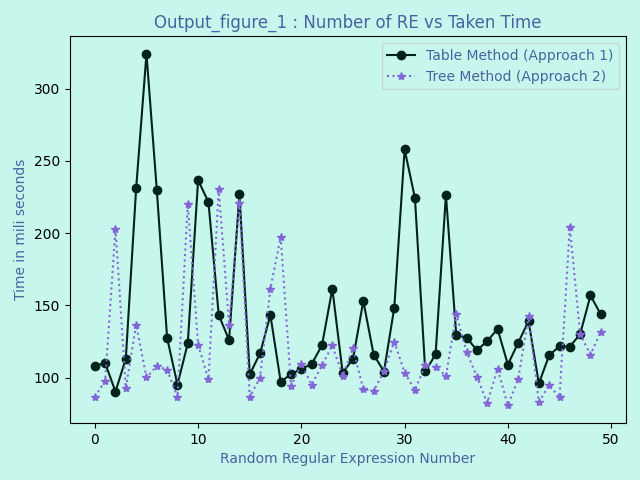 Output_figure_1 : Number of RE vs Taken Time
Table Method (Approach 1)
Tree Method (Approach 2)
Time in mili seconds
300
250
200
150
100
0 10 20 30 40 50
Random Regular Expression Number